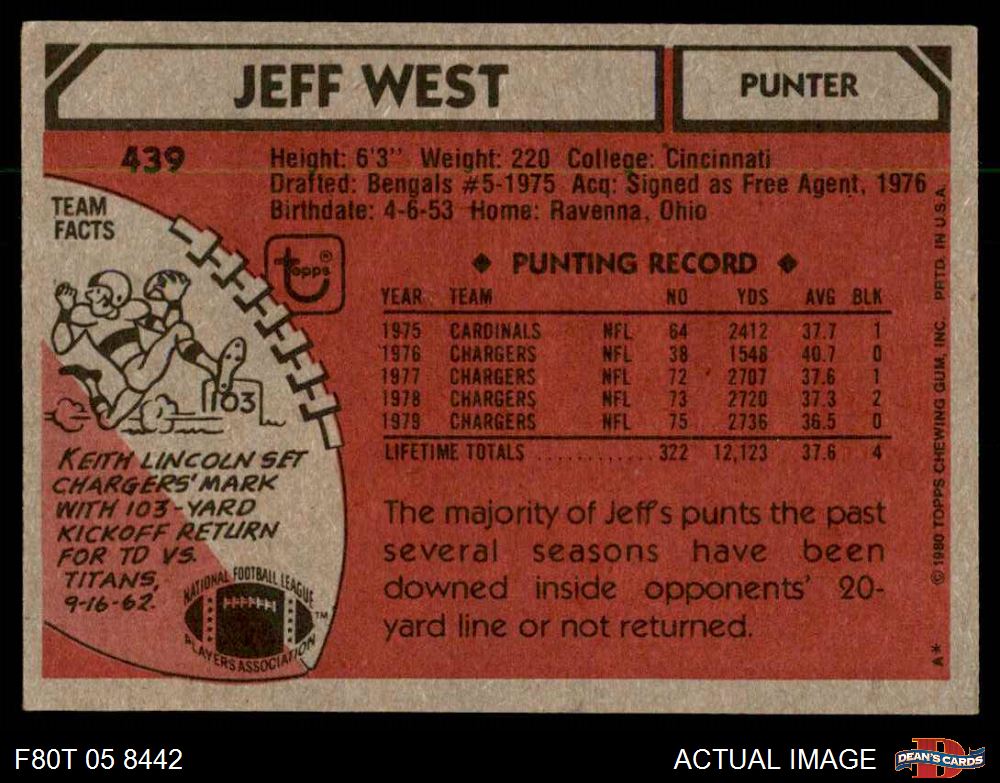 JEFF WEST
PUNTER
439
Height: 6'3" Weight: 220 College: Cincinnati
Drafted: Bengals #5-1975 Acq: Signed as Free Agent, 1976
Birthdate: 4-6-53 Home: Ravenna, Ohio
TEAM
FACTS
topps®
103
KEITH LINCOLN SET
CHARGERS' MARK
WITH 103-YARD
KICKOFF RETURN
FOR TD VS.
TITANS,
9-16-62.
NATIONAL FOOTBALL LEAGUE
PLAYERS ASSOCIATION
TM
◆ PUNTING RECORD ◆
YEAR TEAM NO YDS AVG BLK
1975 CARDINALS NFL 64 2412 37.7 1
1976 CHARGERS NFL 38 1548 40.7 0
1977 CHARGERS NFL 72 2707 37.6 1
1978 CHARGERS NFL 73 2720 37.3 2
1979 CHARGERS NFL 75 2736 36.5 0
LIFETIME TOTALS ............ 322 12,123 37.6 4
The majority of Jeff's punts the past
several seasons have been
downed inside opponents' 20-
yard line or not returned.
A* © 1980 TOPPS CHEWING GUM, INC. PRTD. IN U.S.A.
F80T 05 8442
ACTUAL IMAGE
DEAN'S CARDS